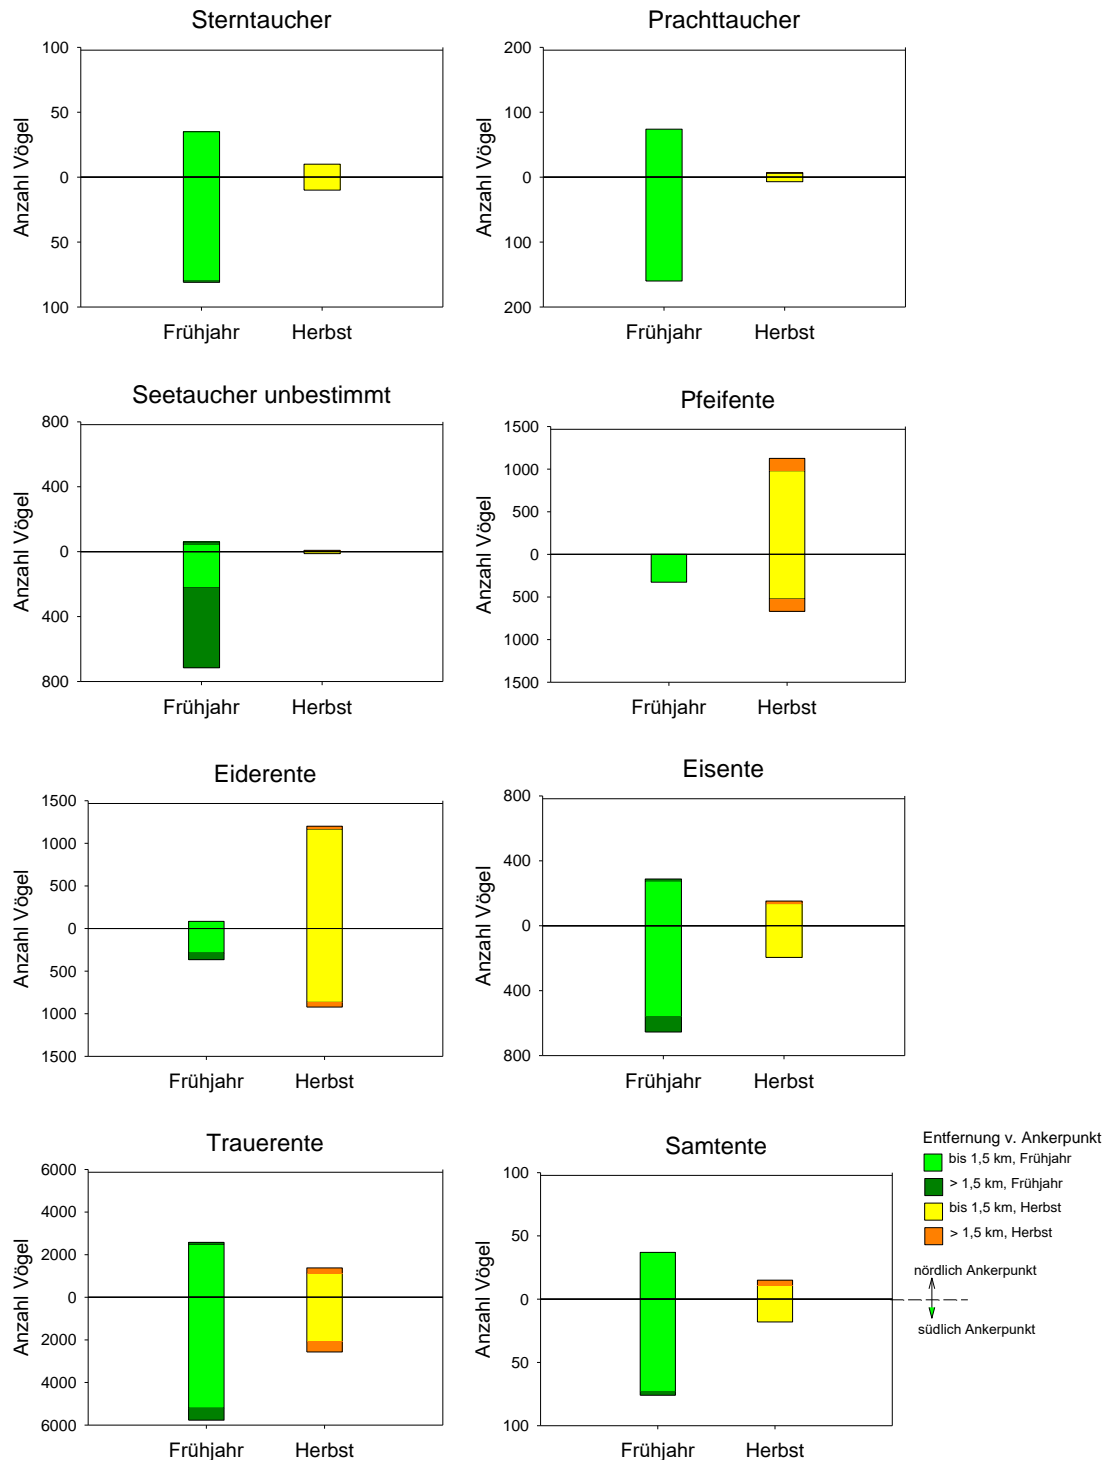 Sterntaucher
Anzahl Vögel
100
50
0
50
100
Frühjahr Herbst
Prachttaucher
Anzahl Vögel
200
100
0
100
200
Frühjahr Herbst
Seetaucher unbestimmt
Anzahl Vögel
800
400
0
400
800
Frühjahr Herbst
Pfeifente
Anzahl Vögel
1500
1000
500
0
500
1000
1500
Frühjahr Herbst
Eiderente
Anzahl Vögel
1500
1000
500
0
500
1000
1500
Frühjahr Herbst
Eisente
Anzahl Vögel
800
400
0
400
800
Frühjahr Herbst
Trauerente
Anzahl Vögel
6000
4000
2000
0
2000
4000
6000
Frühjahr Herbst
Samtente
Anzahl Vögel
100
50
0
50
100
Frühjahr Herbst
Entfernung v. Ankerpunkt
bis 1,5 km, Frühjahr
> 1,5 km, Frühjahr
bis 1,5 km, Herbst
> 1,5 km, Herbst
nördlich Ankerpunkt
südlich Ankerpunkt